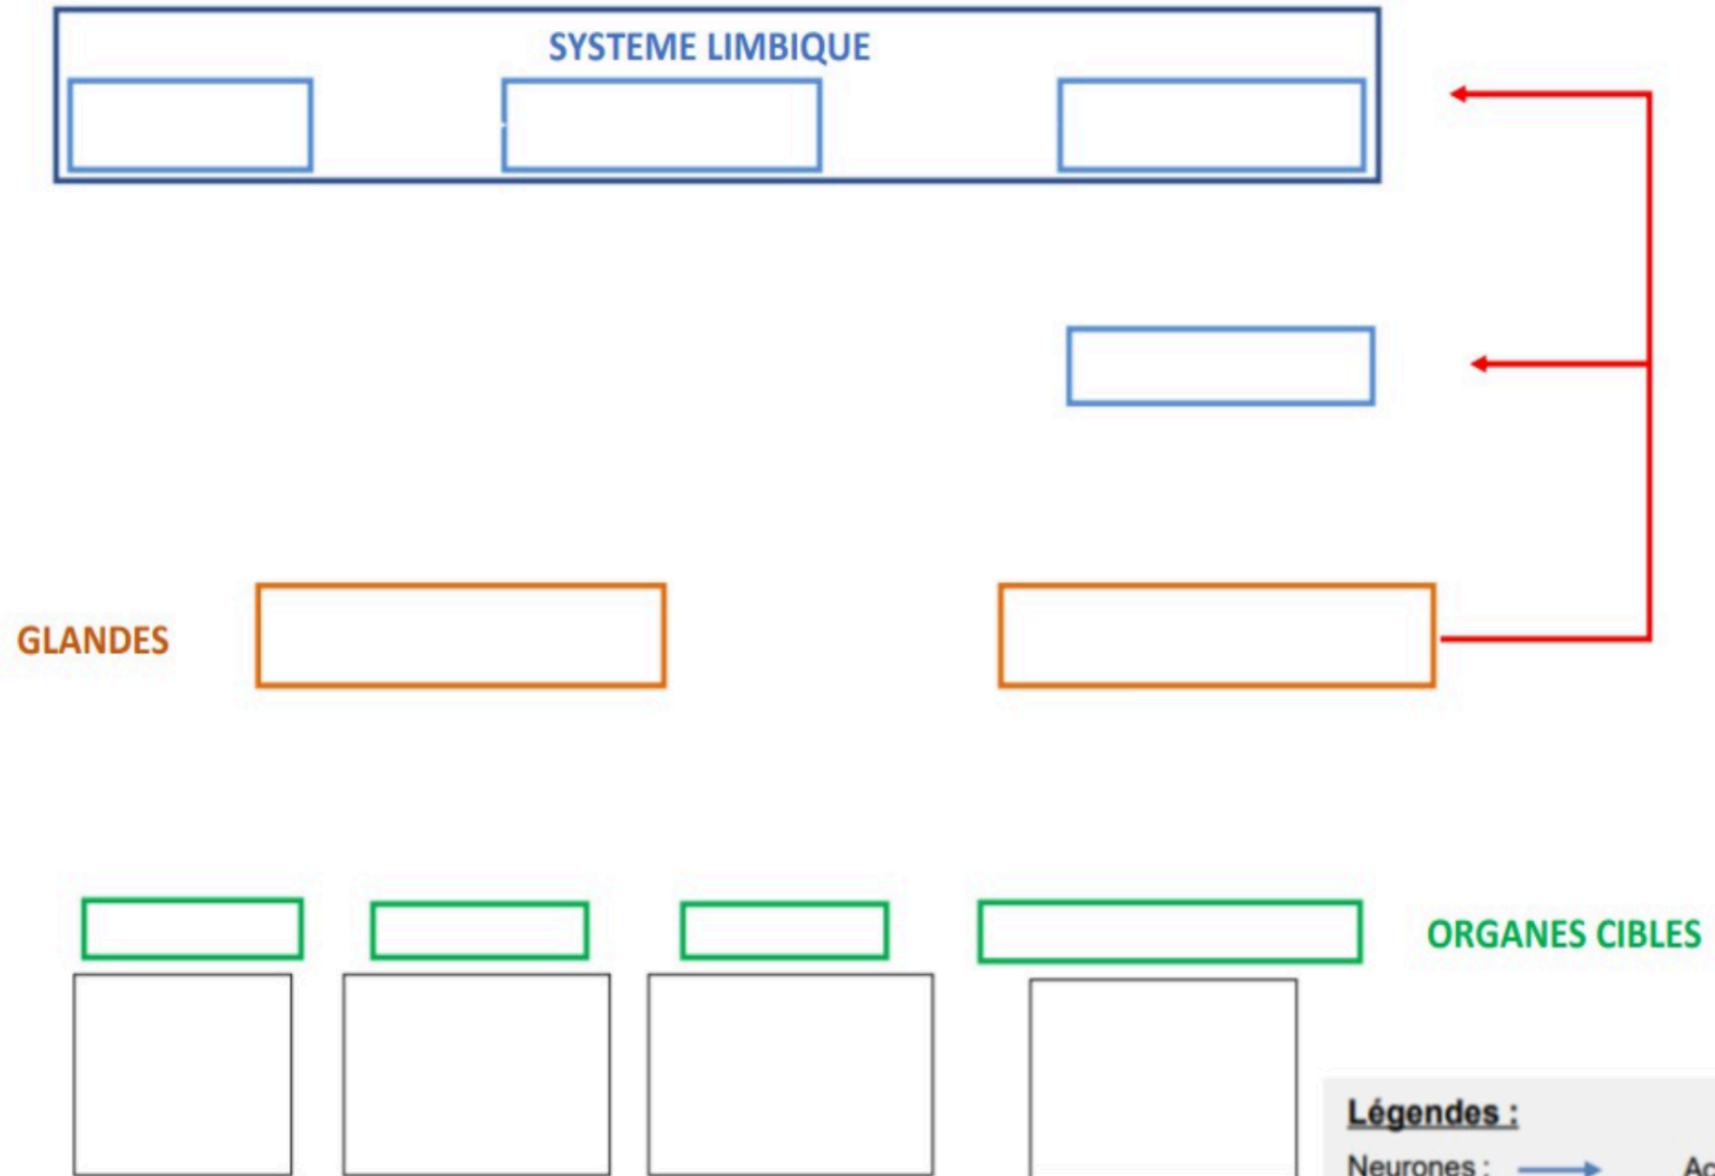 SYSTEME LIMBIQUE
GLANDES
ORGANES CIBLES
Légendes :
Neurones :